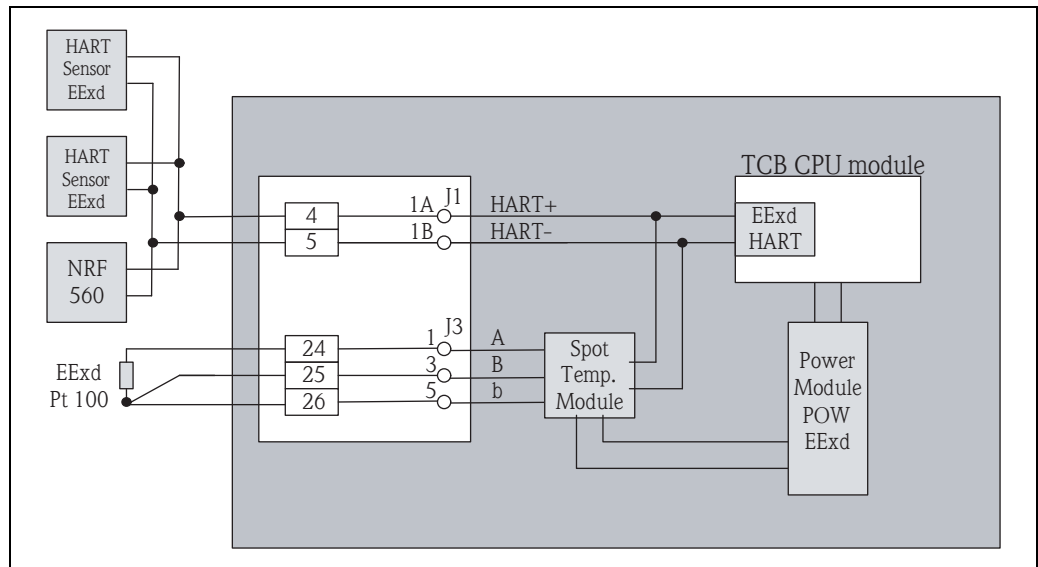 HART
Sensor
EExd
HART
Sensor
EExd
NRF
560
EExd
Pt 100
4
5
24
25
26
1A J1
1B
1 J3
3
5
HART+
HART-
A
B
b
Spot
Temp.
Module
TCB CPU module
EExd
HART
Power
Module
POW
EExd